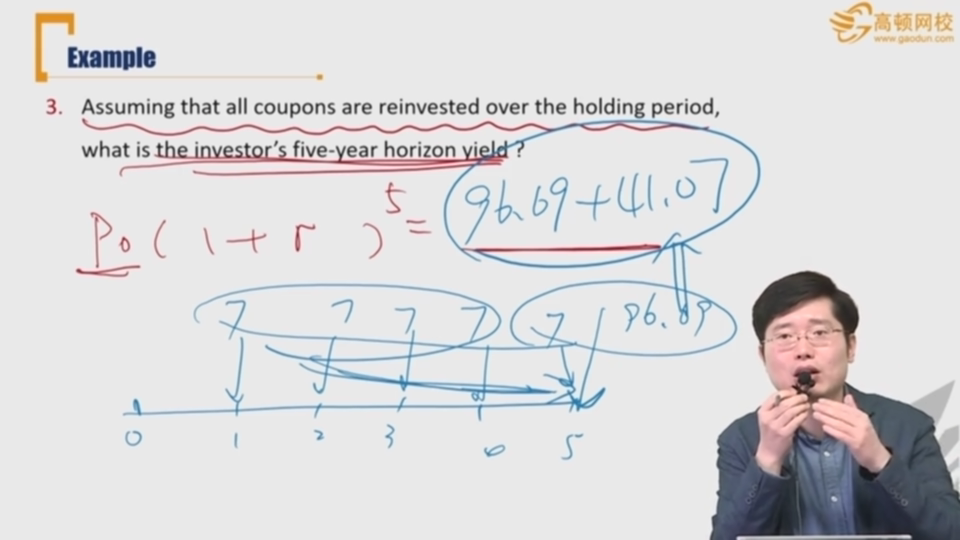 高顿网校
www.gaodun.com
Example
3. Assuming that all coupons are reinvested over the holding period,
what is the investor's five-year horizon yield ?
P₀ ( 1 + r )⁵ = 96.69 + 41.07
7 7 7 7 7 96.69
0 1 2 3 6 5